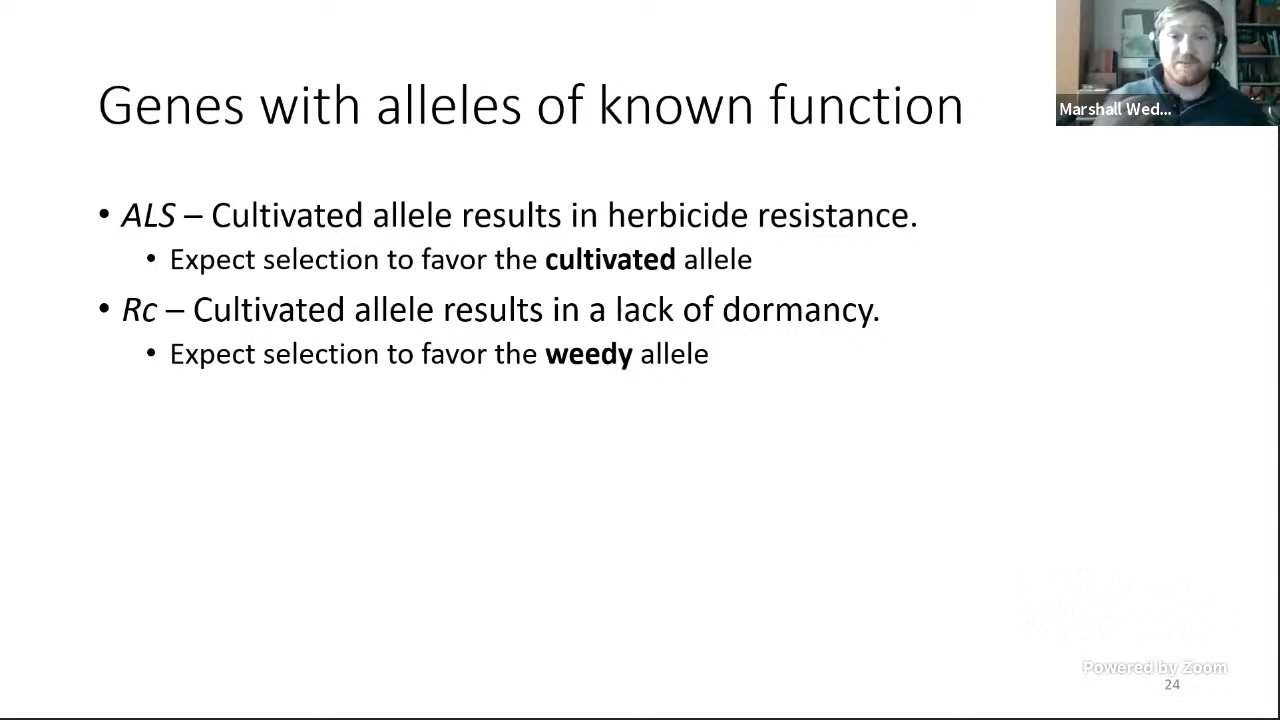 Genes with alleles of known function
Marshall Wed...
• ALS – Cultivated allele results in herbicide resistance.
• Expect selection to favor the cultivated allele
• Rc – Cultivated allele results in a lack of dormancy.
• Expect selection to favor the weedy allele
Powered by Zoom
24